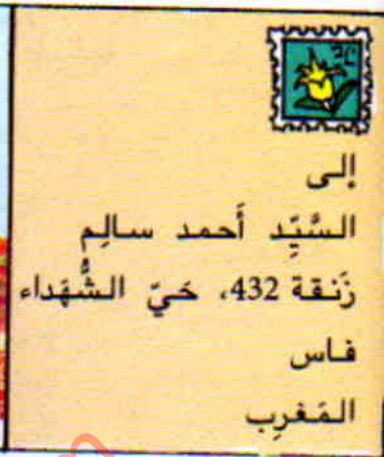 إلى
السَّيِّد أَحمد سالِم
زَنقة 432، حَيّ الشُّهَداء
فاس
المَغرِب